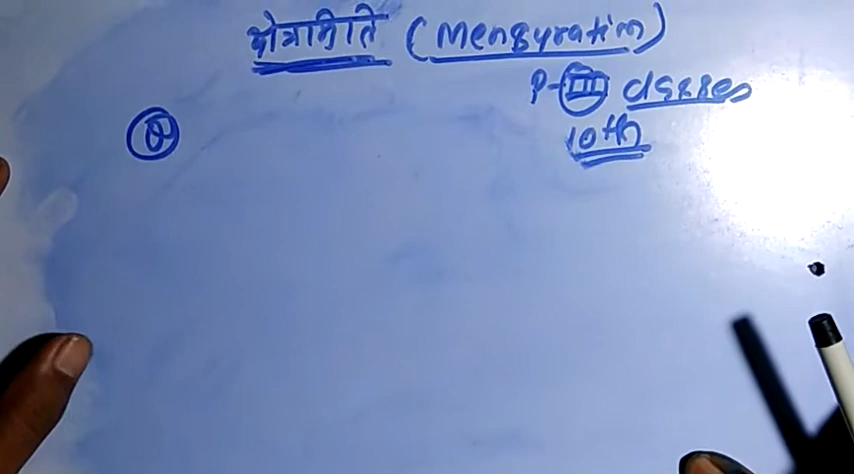 क्षेत्रमिति (Mensuration)
P-III classes
10th
Q